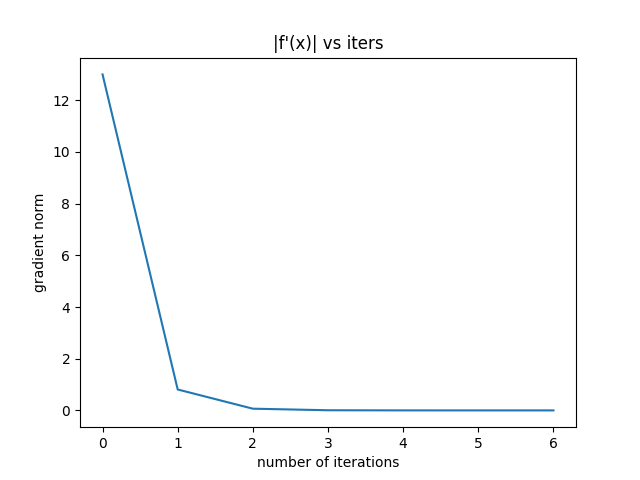 |f'(x)| vs iters
12
10
8
6
4
2
0
gradient norm
0 1 2 3 4 5 6
number of iterations